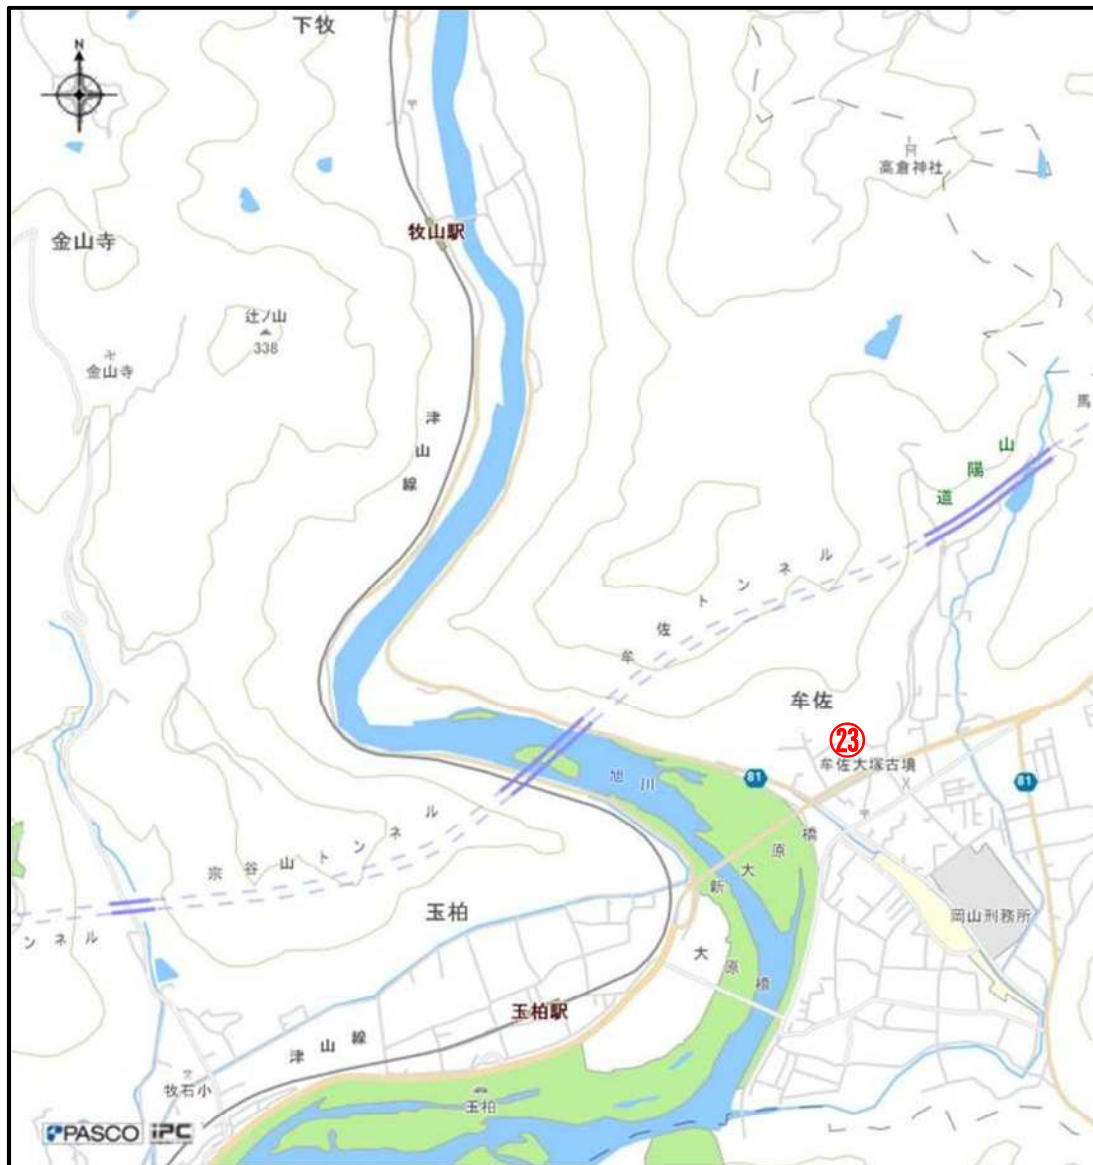 下牧
N
〒
高倉神社
牧山駅
金山寺
辻ノ山
338
金山寺
津山線
馬
山陽道
牟佐トンネル
牟佐
㉓
牟佐大塚古墳
81
81
旭川
〒
宗谷山トンネル
新大原橋
玉柏
岡山刑務所
ンネル
大原橋
玉柏駅
津山線
牧石小
玉柏
PASCO iPC